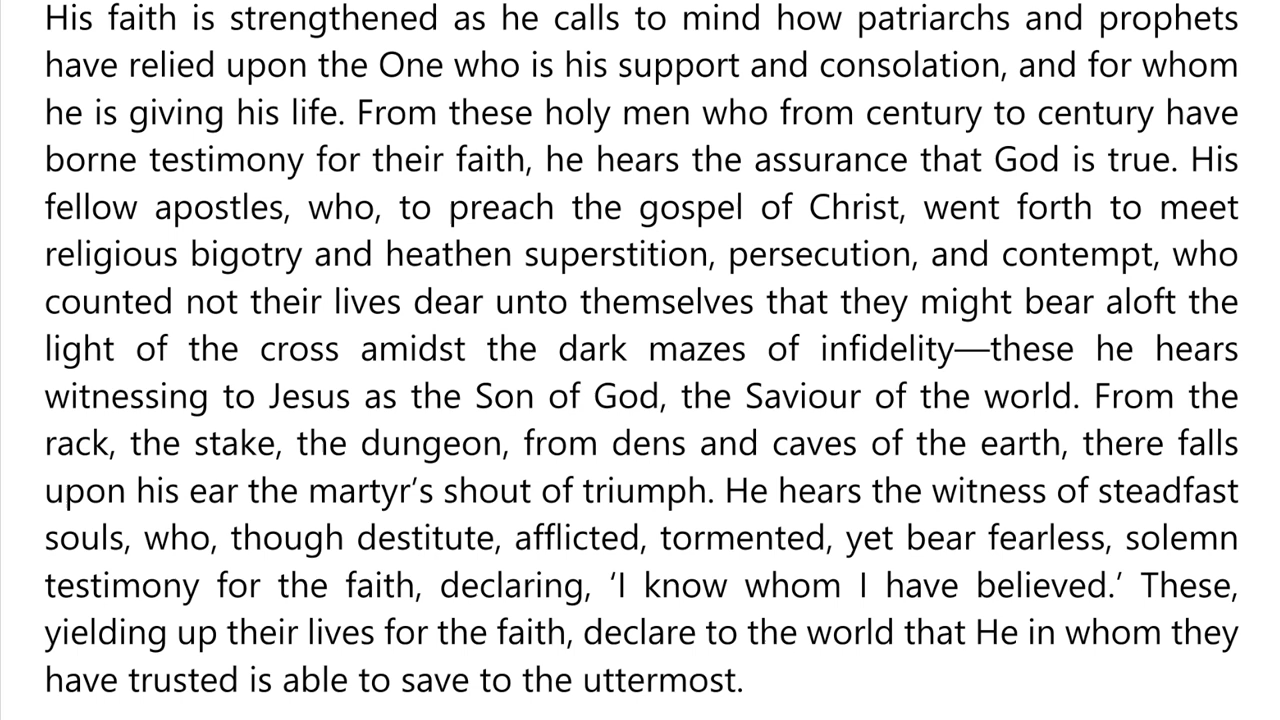 His faith is strengthened as he calls to mind how patriarchs and prophets
have relied upon the One who is his support and consolation, and for whom
he is giving his life. From these holy men who from century to century have
borne testimony for their faith, he hears the assurance that God is true. His
fellow apostles, who, to preach the gospel of Christ, went forth to meet
religious bigotry and heathen superstition, persecution, and contempt, who
counted not their lives dear unto themselves that they might bear aloft the
light of the cross amidst the dark mazes of infidelity—these he hears
witnessing to Jesus as the Son of God, the Saviour of the world. From the
rack, the stake, the dungeon, from dens and caves of the earth, there falls
upon his ear the martyr’s shout of triumph. He hears the witness of steadfast
souls, who, though destitute, afflicted, tormented, yet bear fearless, solemn
testimony for the faith, declaring, ‘I know whom I have believed.’ These,
yielding up their lives for the faith, declare to the world that He in whom they
have trusted is able to save to the uttermost.